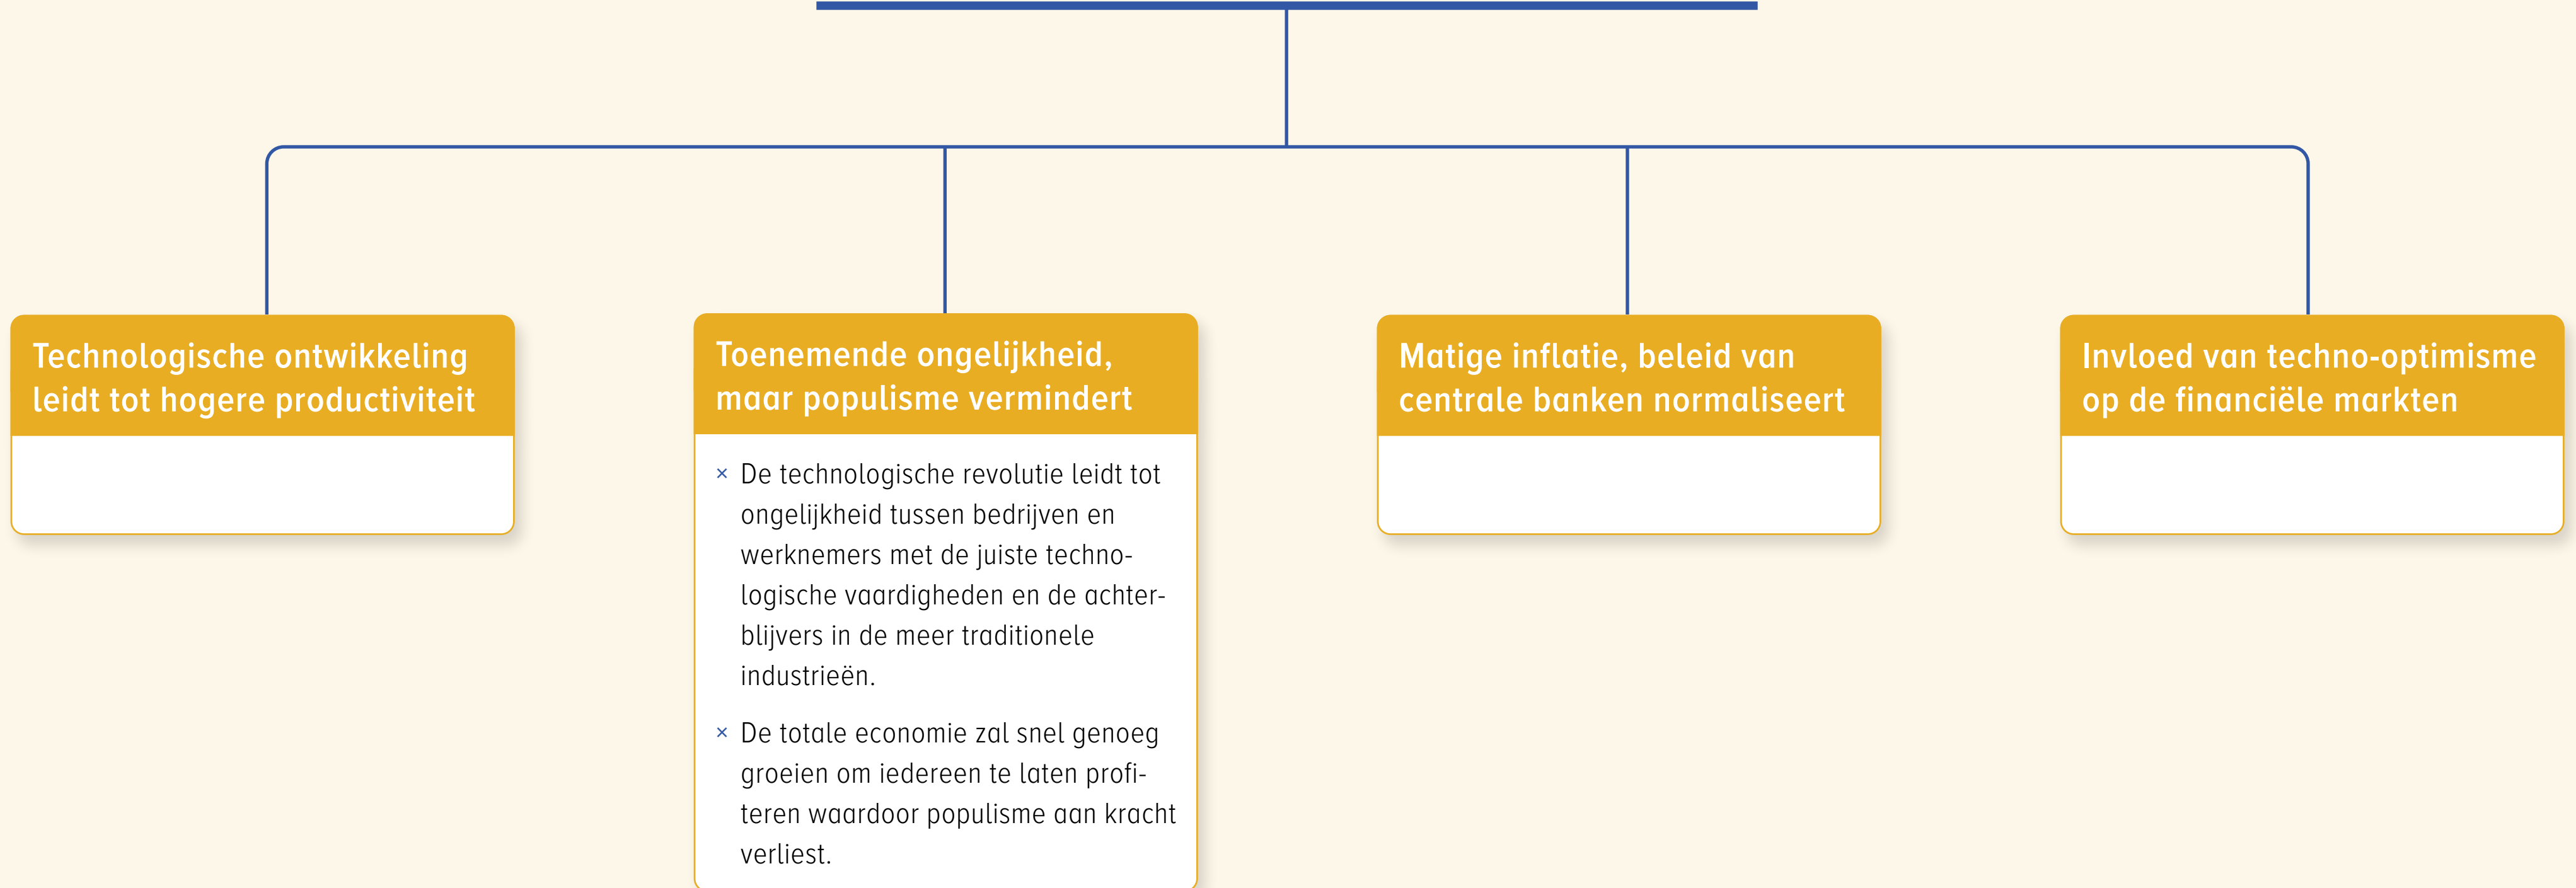 Technologische ontwikkeling
leidt tot hogere productiviteit
Toenemende ongelijkheid,
maar populisme vermindert
× De technologische revolutie leidt tot
ongelijkheid tussen bedrijven en
werknemers met de juiste techno-
logische vaardigheden en de achter-
blijvers in de meer traditionele
industrieën.
× De totale economie zal snel genoeg
groeien om iedereen te laten profi-
teren waardoor populisme aan kracht
verliest.
Matige inflatie, beleid van
centrale banken normaliseert
Invloed van techno-optimisme
op de financiële markten